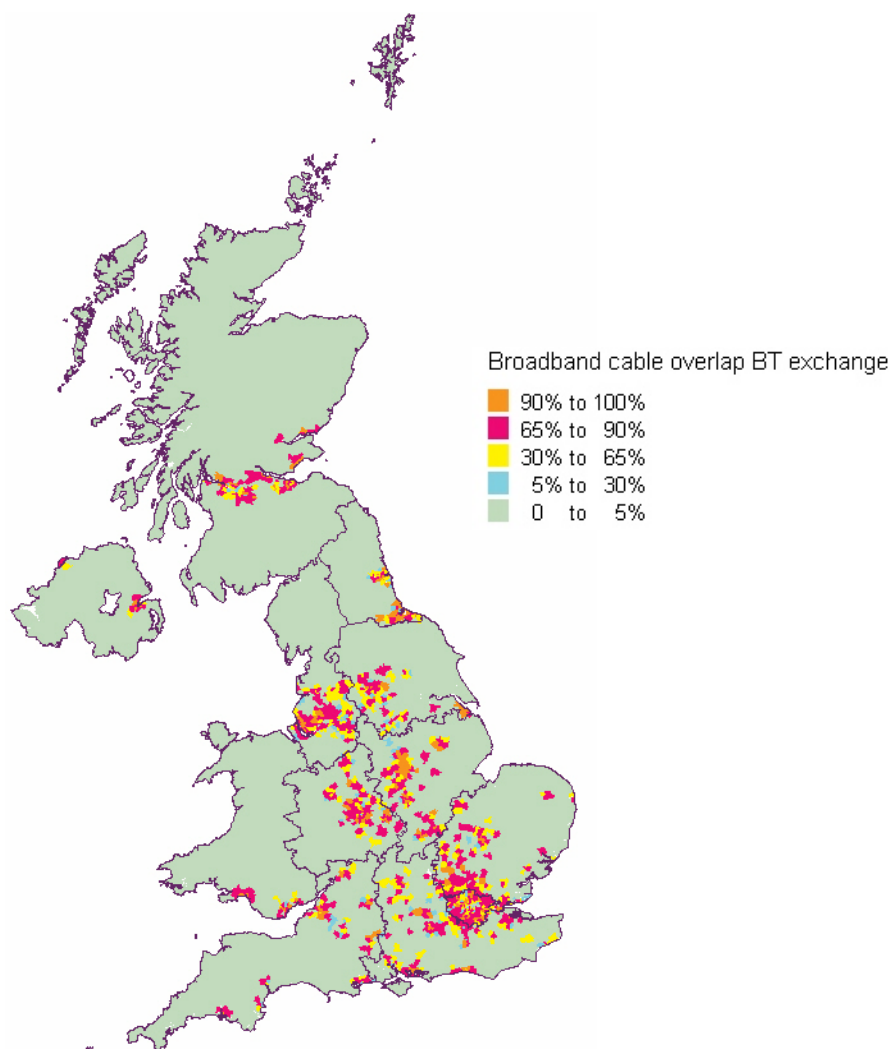 Broadband cable overlap BT exchange
90% to 100%
65% to 90%
30% to 65%
5% to 30%
0 to 5%